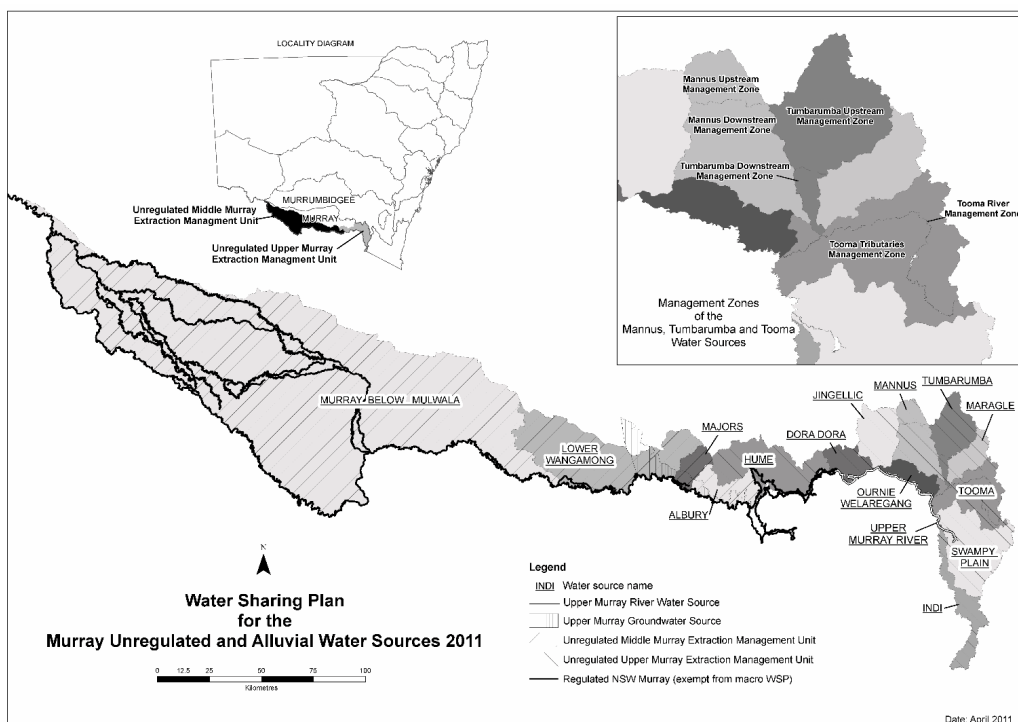 LOCALITY DIAGRAM
MURRUMBIDGEE
MURRAY
Unregulated Middle Murray
Extraction Managment Unit
Unregulated Upper Murray
Extraction Managment Unit
Mannus Upstream
Management Zone
Tumbarumba Upstream
Management Zone
Mannus Downstream
Management Zone
Tumbarumba Downstream
Management Zone
Tooma River
Management Zone
Tooma Tributaries
Management Zone
Management Zones
of the
Mannus, Tumbarumba and Tooma
Water Sources
MURRAY BELOW MULWALA
LOWER
WANGAMONG
MAJORS
ALBURY
HUME
DORA DORA
JINGELLIC
MANNUS
TUMBARUMBA
MARAGLE
OURNIE
WELAREGANG
TOOMA
UPPER
MURRAY RIVER
SWAMPY
PLAIN
INDI
N
Water Sharing Plan
for the
Murray Unregulated and Alluvial Water Sources 2011
0 12.5 25 50 75 100
Kilometres
Legend
INDI Water source name
Upper Murray River Water Source
Upper Murray Groundwater Source
Unregulated Middle Murray Extraction Management Unit
Unregulated Upper Murray Extraction Management Unit
Regulated NSW Murray (exempt from macro WSP)
Date: April 2011